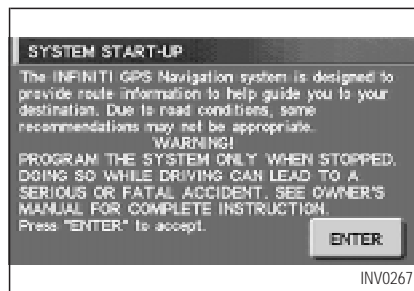 SYSTEM START-UP
The INFINITI GPS Navigation system is designed to
provide route information to help guide you to your
destination. Due to road conditions, some
recommendations may not be appropriate.
WARNING!
PROGRAM THE SYSTEM ONLY WHEN STOPPED.
DOING SO WHILE DRIVING CAN LEAD TO A
SERIOUS OR FATAL ACCIDENT. SEE OWNER'S
MANUAL FOR COMPLETE INSTRUCTION.
Press "ENTER" to accept.
ENTER
INV0267